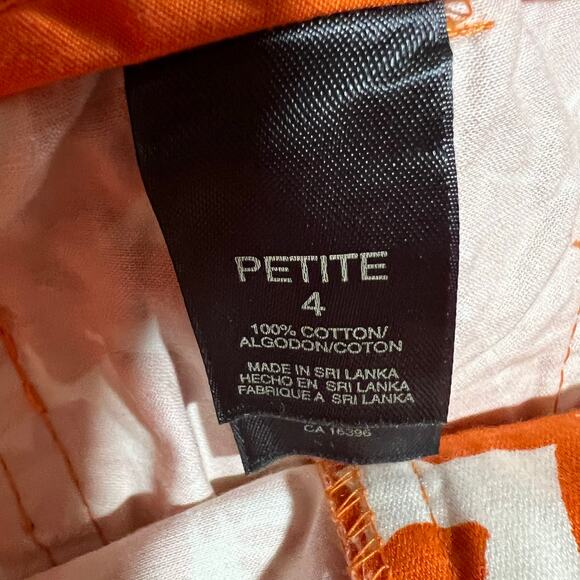 PETITE
4
100% COTTON/
ALGODON/COTON
MADE IN SRI LANKA
HECHO EN SRI LANKA
FABRIQUE A SRI LANKA
CA 16396